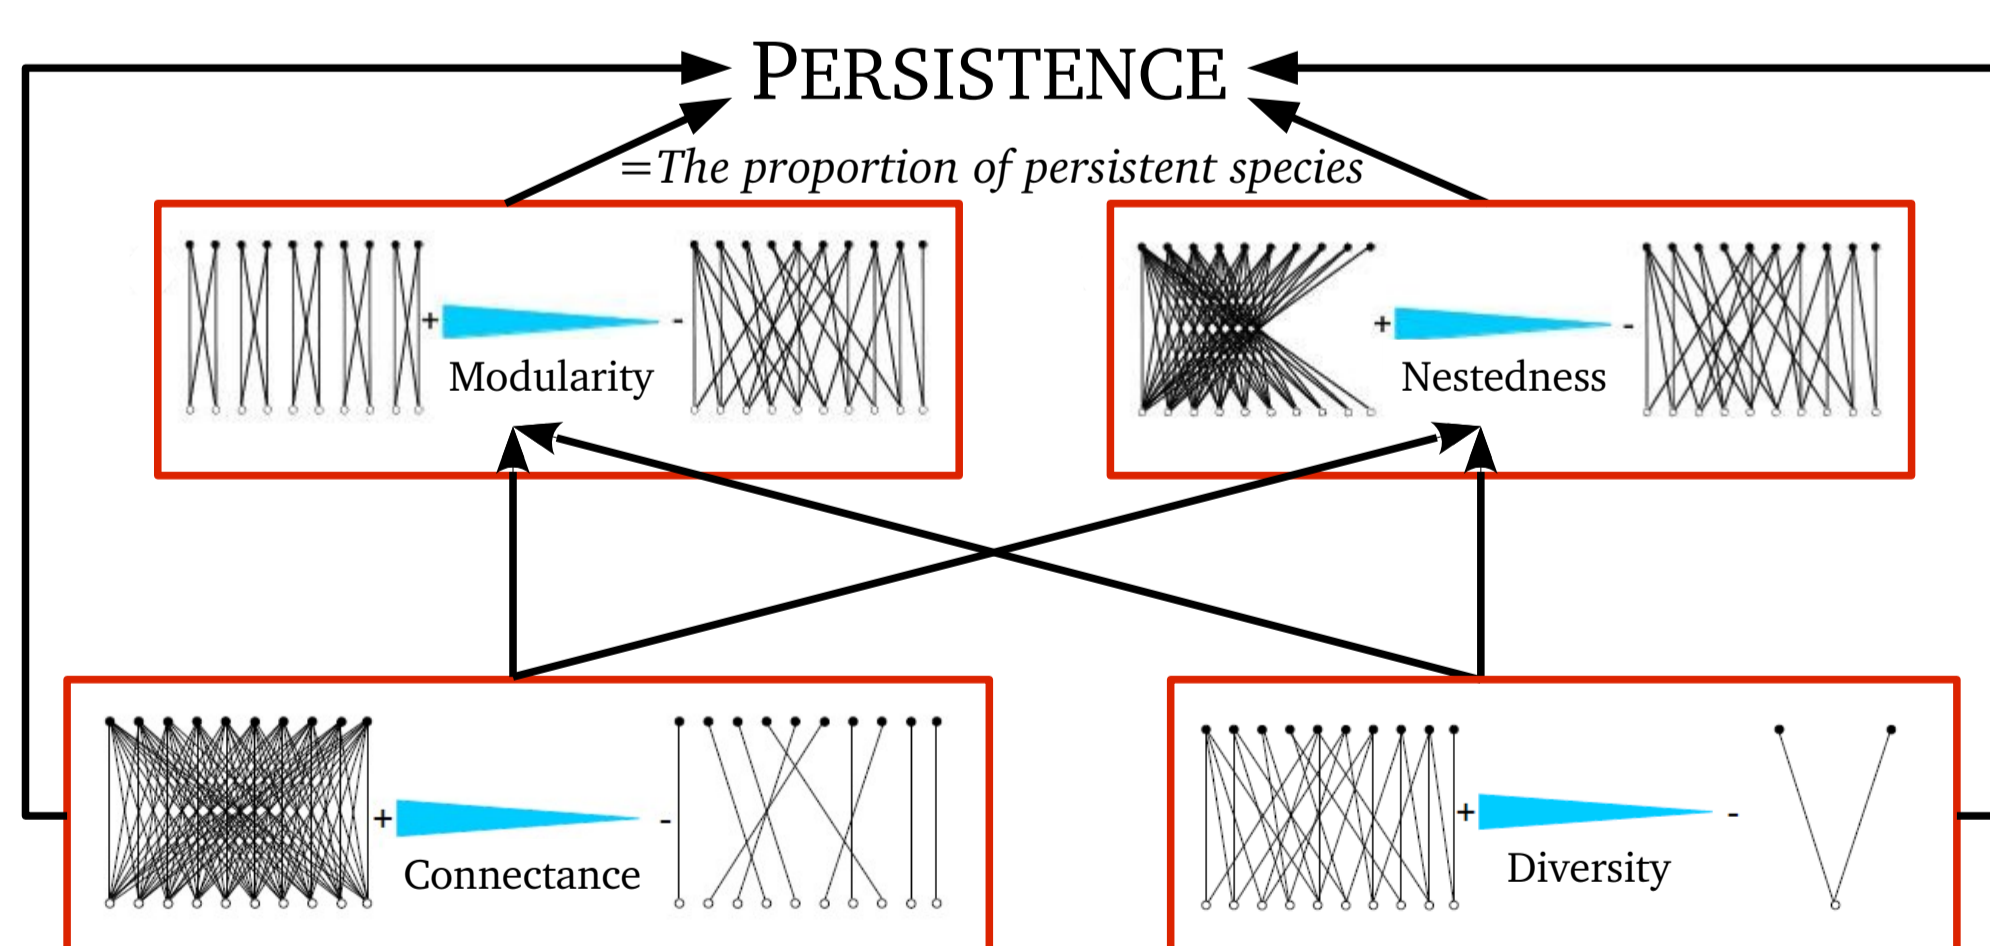 PERSISTENCE
=The proportion of persistent species
+ -
Modularity
+ -
Nestedness
+ -
Connectance
+ -
Diversity